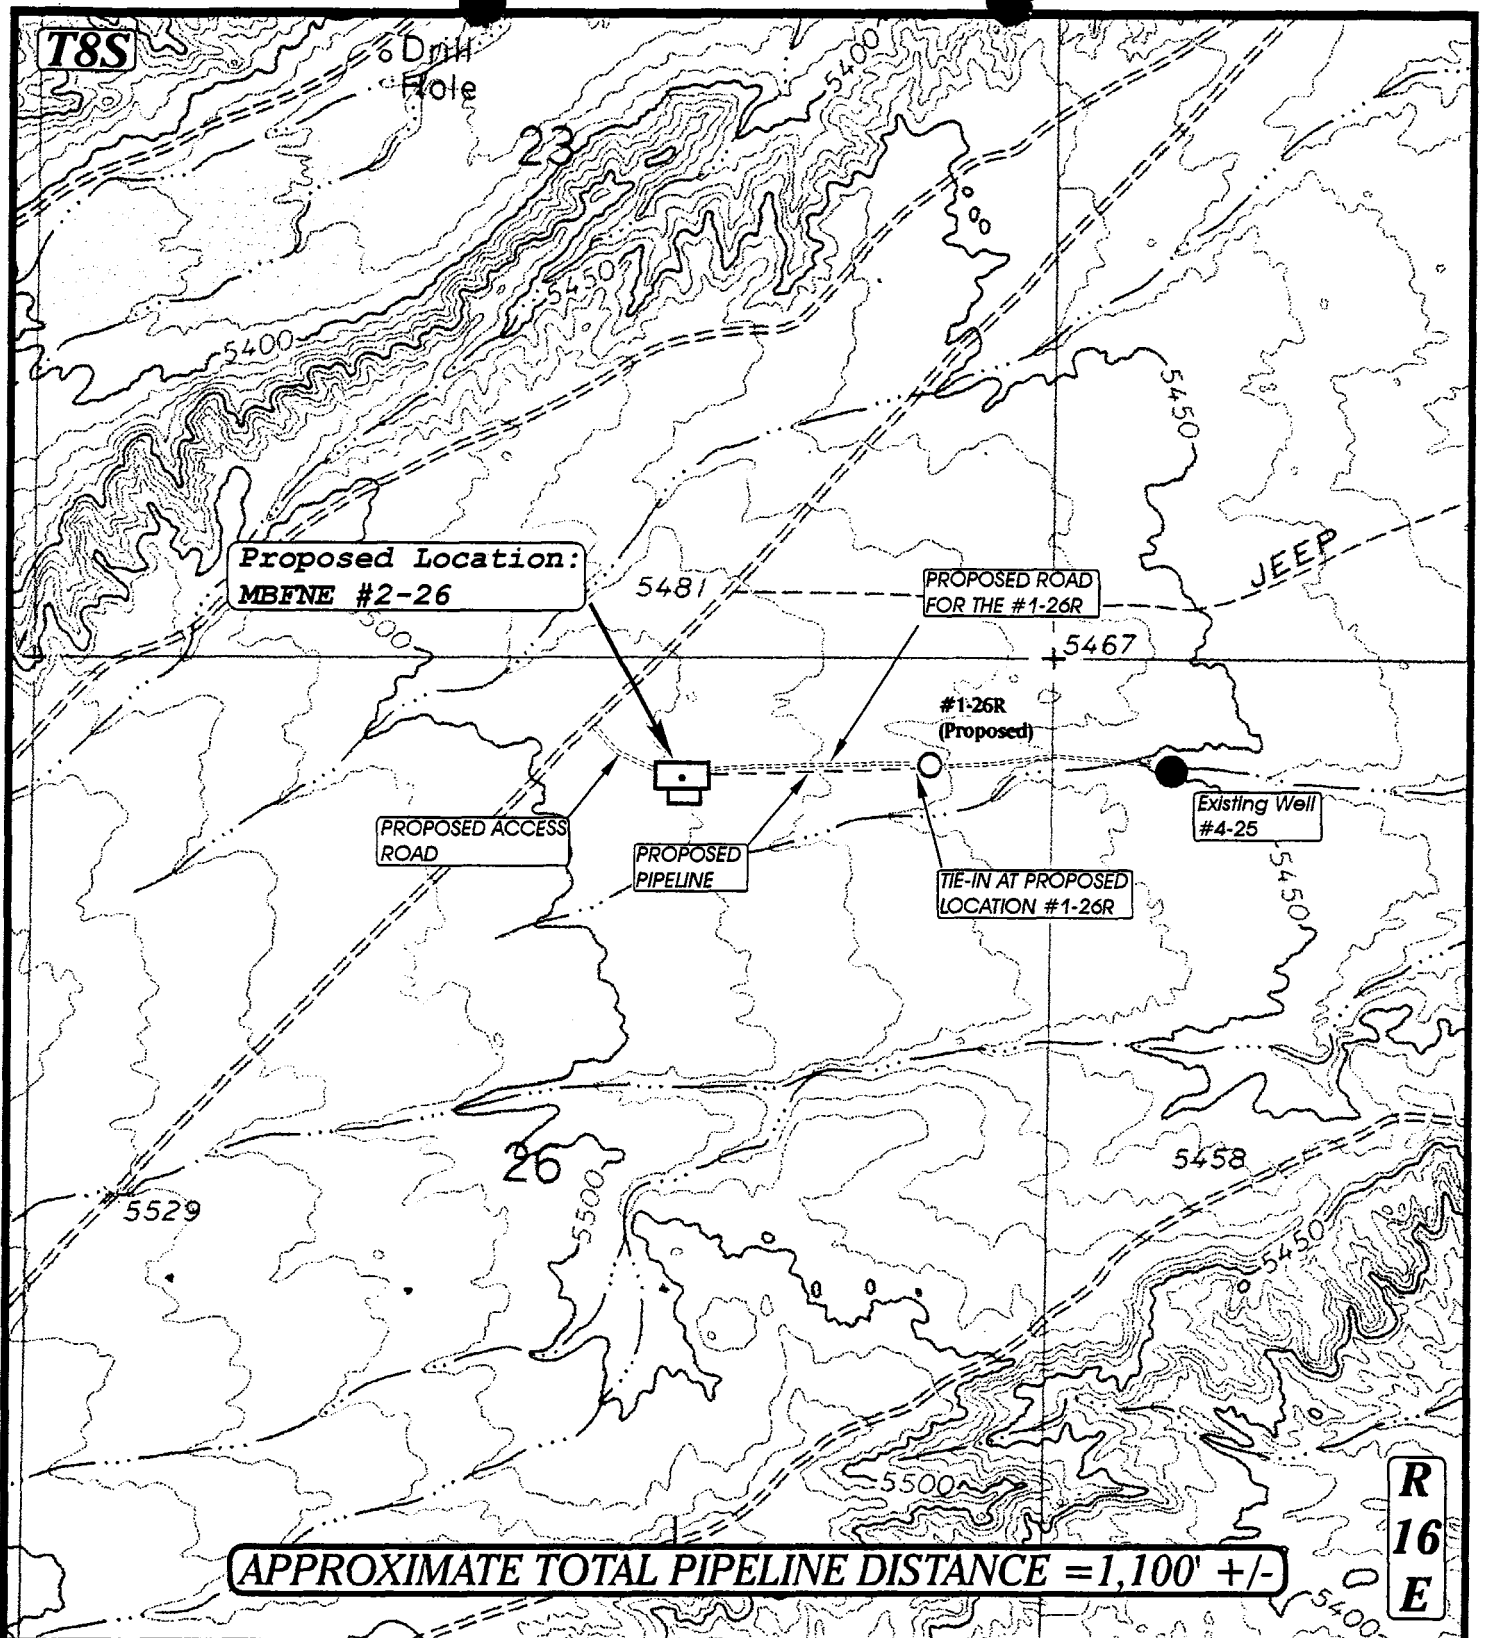 T8S
Drill
Hole
23
5400
5450
5400
5450
Proposed Location:
MBFNE #2-26
5481
PROPOSED ROAD
FOR THE #1-26R
JEEP
5467
#1-26R
(Proposed)
PROPOSED ACCESS
ROAD
PROPOSED
PIPELINE
TIE-IN AT PROPOSED
LOCATION #1-26R
Existing Well
#4-25
5450
26
5500
5529
5458
5450
5500
R
16
E
APPROXIMATE TOTAL PIPELINE DISTANCE = 1,100' +/-
5400